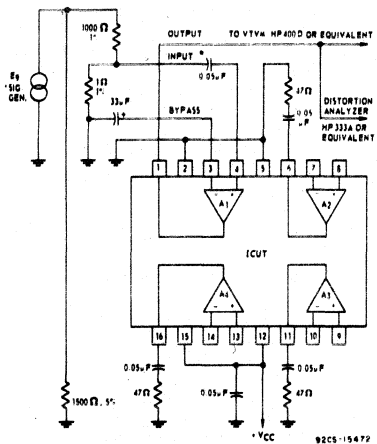 1000 Ω
1%
OUTPUT
TO VTVM HP 400D OR EQUIVALENT
INPUT *
0.05μF
Eg
*SIG.
GEN.
1Ω
1%
33μF
BYPASS
47Ω
0.05
μF
DISTORTION
ANALYZER
HP 333A OR
EQUIVALENT
1 2 3 4 5 6 7 8
- +
A1
- +
A2
ICUT
A4
- +
A3
- +
16 15 14 13 12 11 10 9
0.05μF
0.05μF
0.05μF
47Ω
47Ω
1500 Ω, 5%
+ VCC
92CS-15472